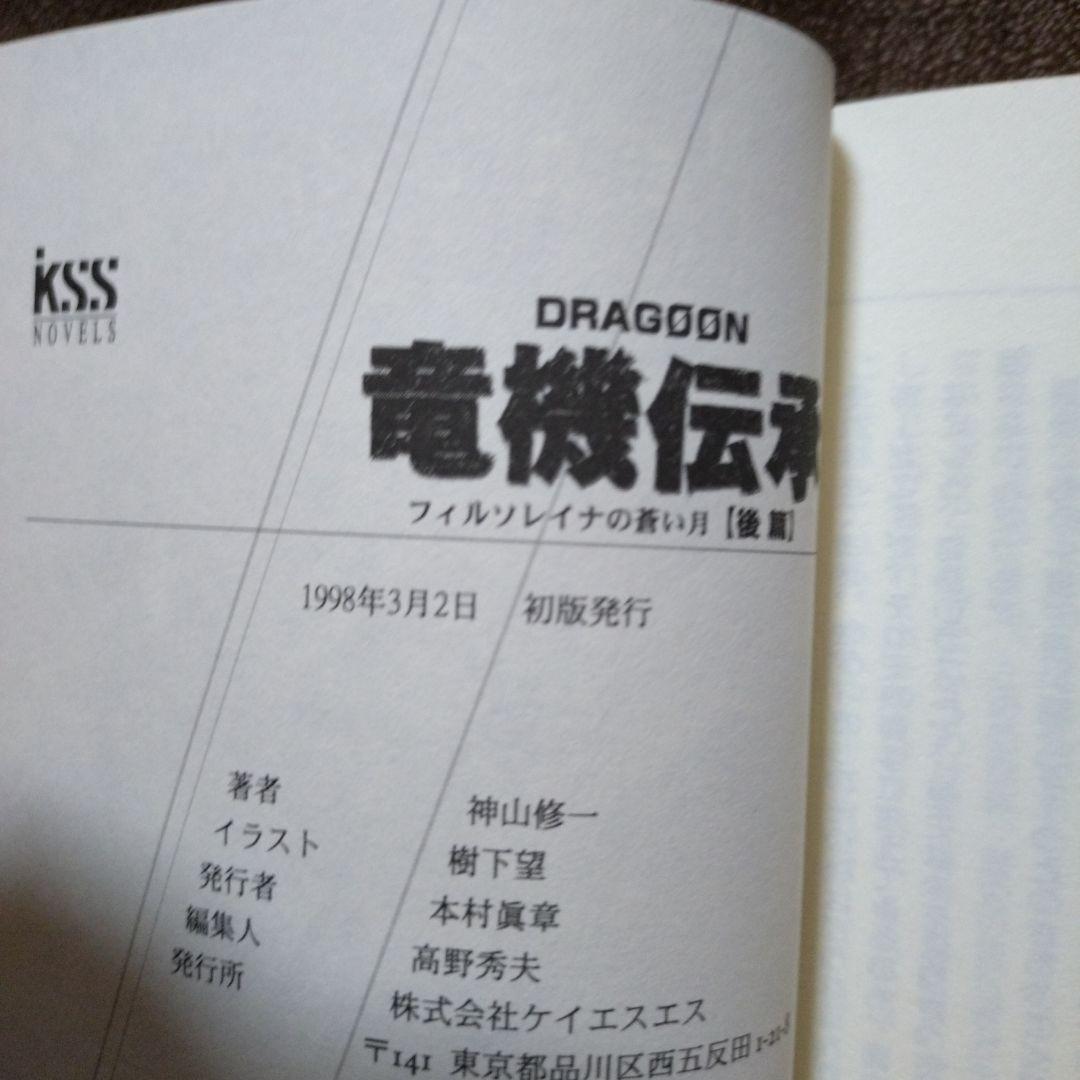 KSS
NOVELS
DRAGØØN
竜機伝承
フィルソレイナの蒼い月【後篇】
1998年3月2日 初版発行
著者 神山修一
イラスト 樹下望
発行者 本村眞章
編集人 高野秀夫
発行所 株式会社ケイエスエス
〒141 東京都品川区西五反田1-21-8